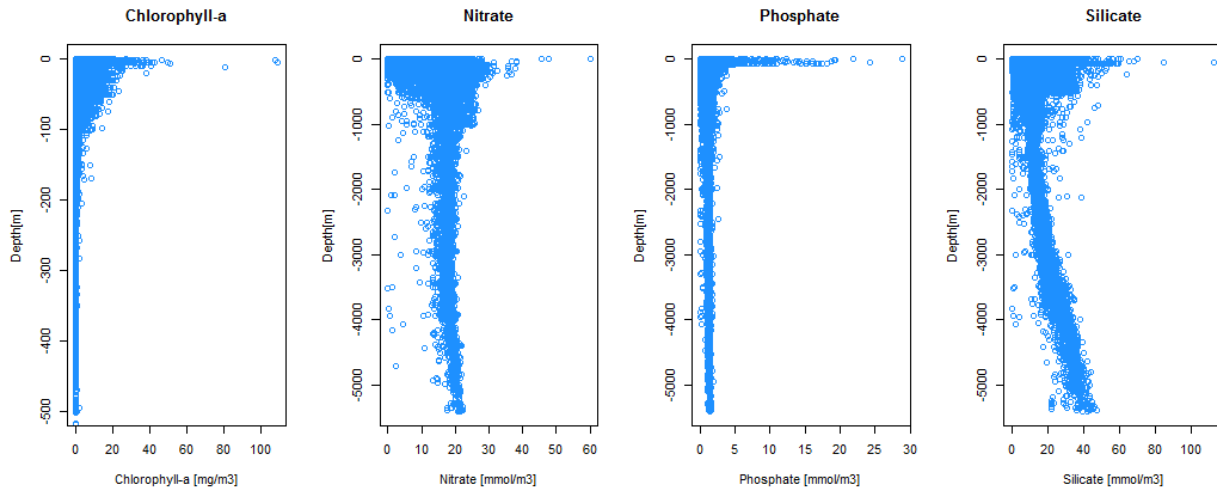 Chlorophyll-a
Nitrate
Phosphate
Silicate
Depth[m]
0
-100
-200
-300
-400
-500
0 20 40 60 80 100
Chlorophyll-a [mg/m3]
Depth[m]
0
-1000
-2000
-3000
-4000
-5000
0 10 20 30 40 50 60
Nitrate [mmol/m3]
Depth[m]
0
-1000
-2000
-3000
-4000
-5000
0 5 10 15 20 25 30
Phosphate [mmol/m3]
Depth[m]
0
-1000
-2000
-3000
-4000
-5000
0 20 40 60 80 100
Silicate [mmol/m3]